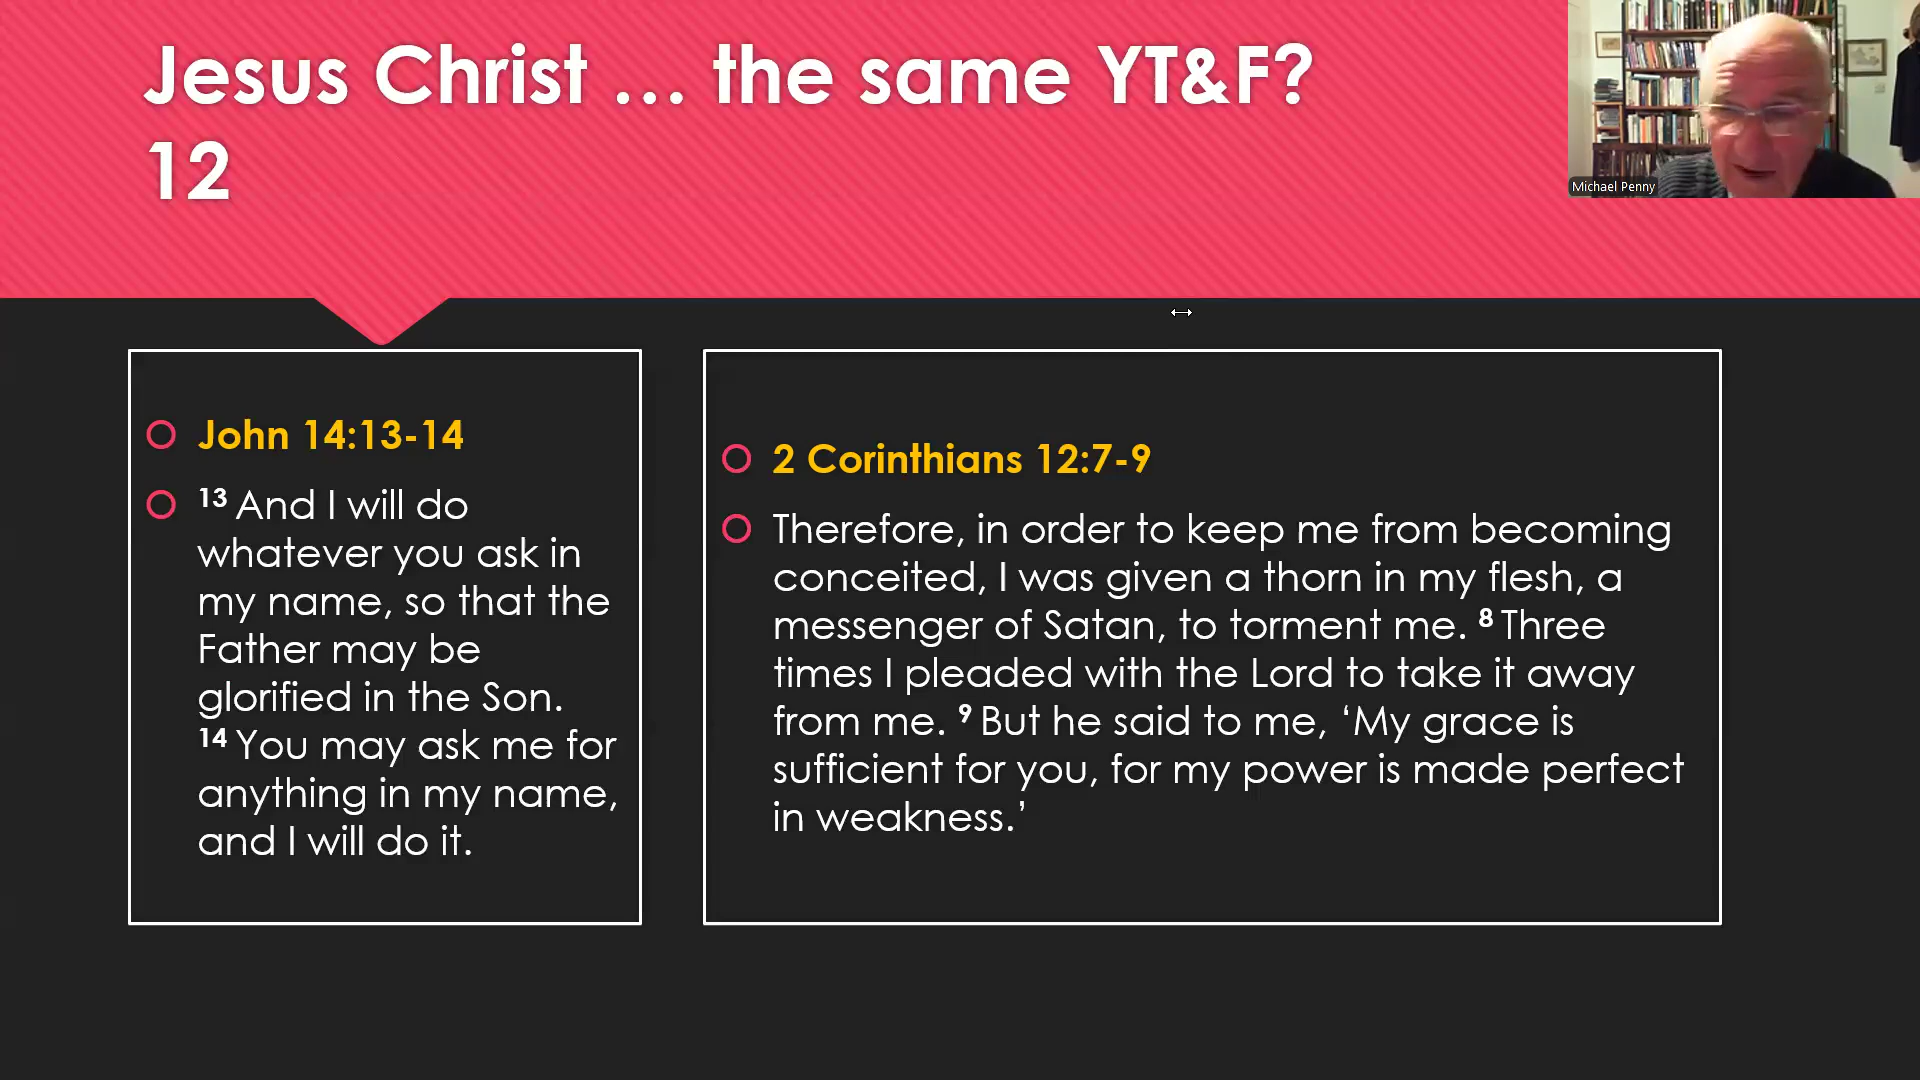 Jesus Christ … the same YT&F?
12
Michael Penny
John 14:13-14
13 And I will do
whatever you ask in
my name, so that the
Father may be
glorified in the Son.
14 You may ask me for
anything in my name,
and I will do it.
2 Corinthians 12:7-9
Therefore, in order to keep me from becoming
conceited, I was given a thorn in my flesh, a
messenger of Satan, to torment me. 8 Three
times I pleaded with the Lord to take it away
from me. 9 But he said to me, ‘My grace is
sufficient for you, for my power is made perfect
in weakness.’